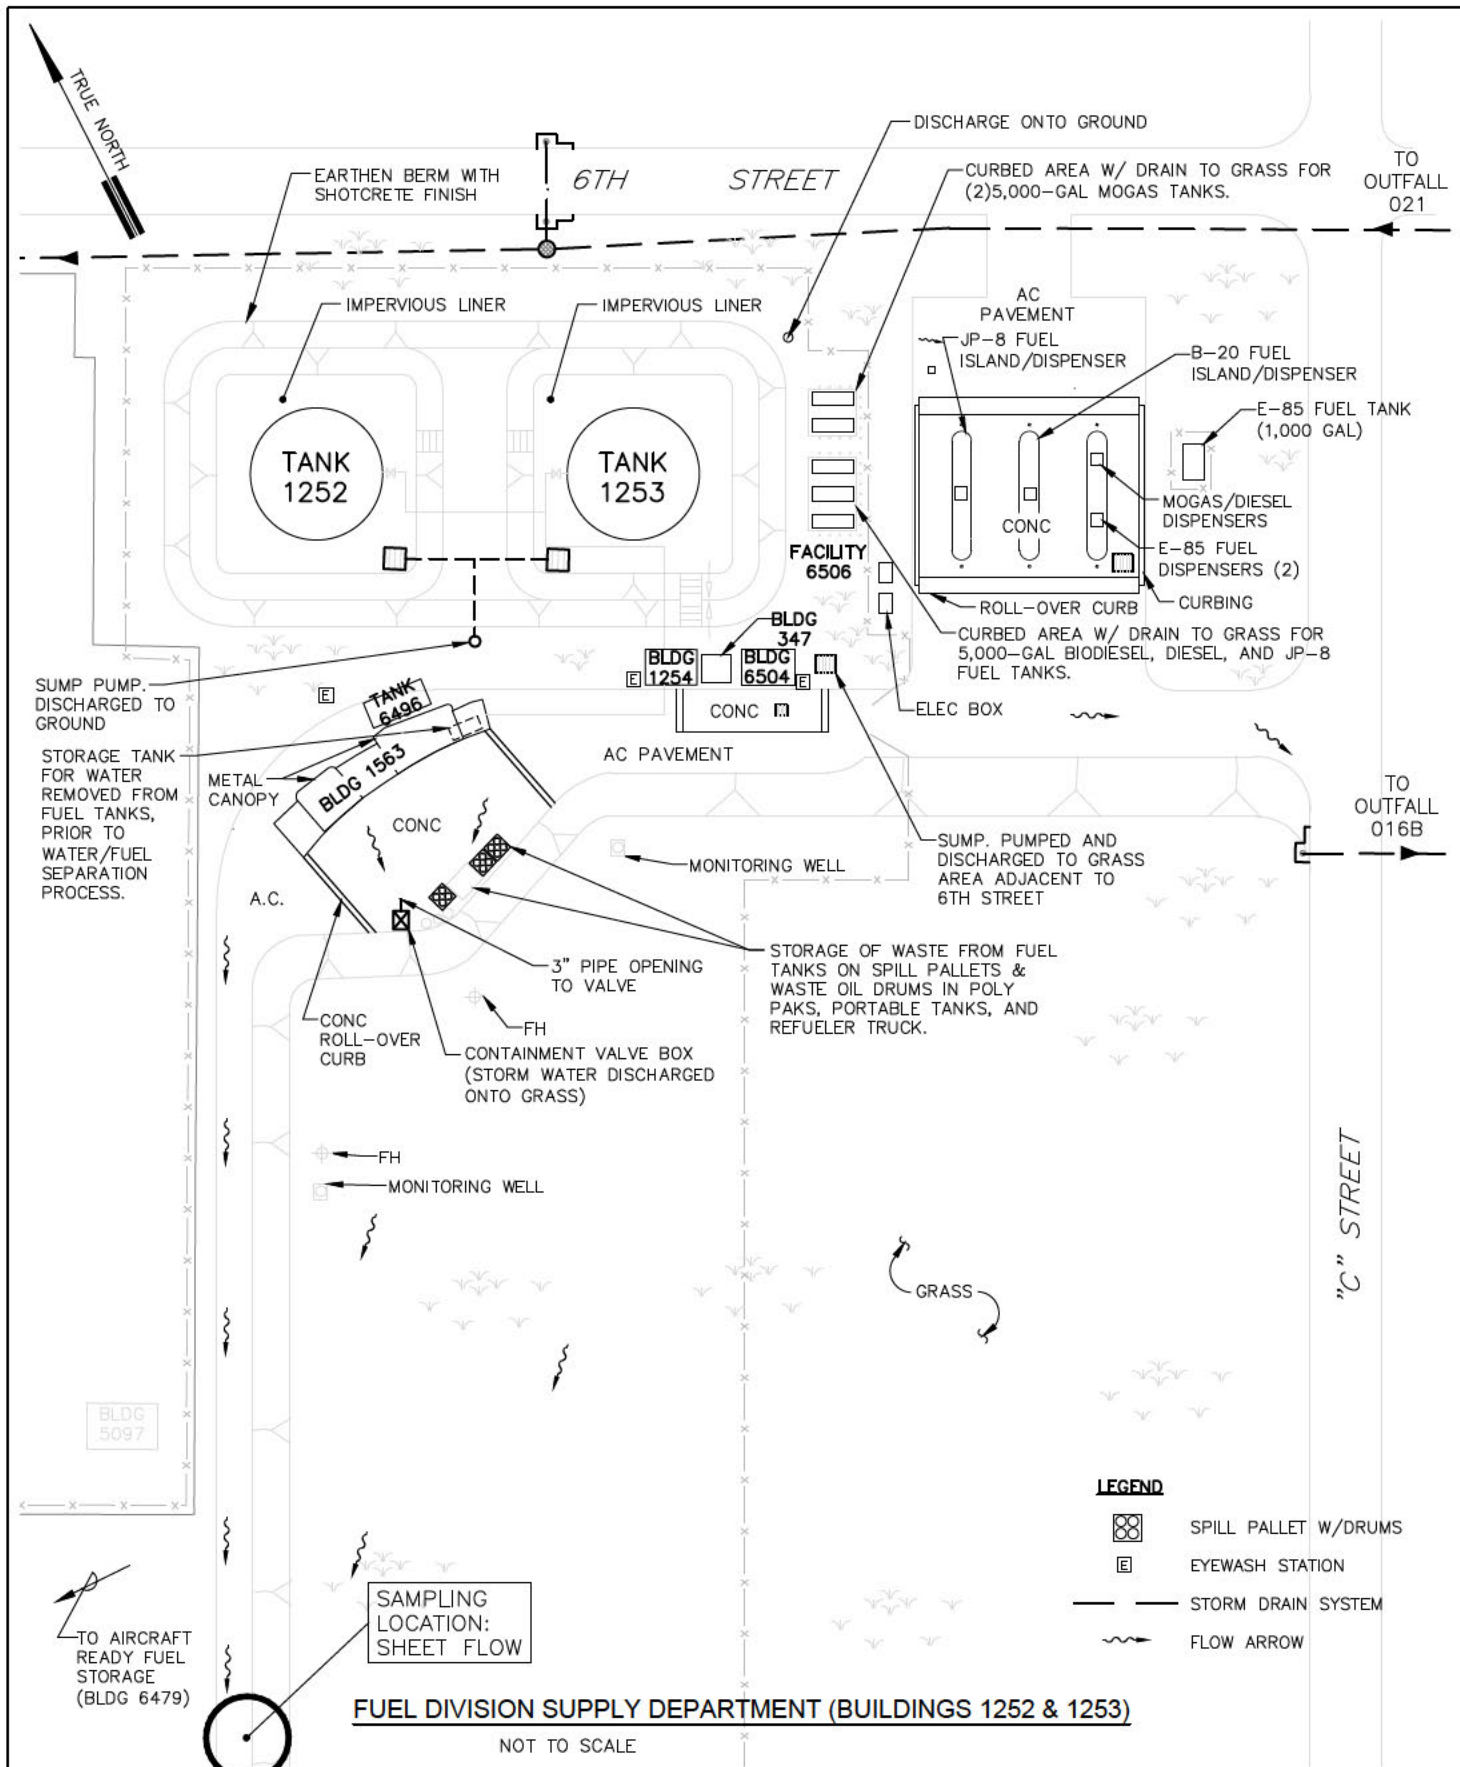 TRUE NORTH
DISCHARGE ONTO GROUND
EARTHEN BERM WITH
SHOTCRETE FINISH
6TH STREET
CURBED AREA W/ DRAIN TO GRASS FOR
(2)5,000-GAL MOGAS TANKS.
TO
OUTFALL
021
IMPERVIOUS LINER
IMPERVIOUS LINER
AC
PAVEMENT
JP-8 FUEL
ISLAND/DISPENSER
B-20 FUEL
ISLAND/DISPENSER
E-85 FUEL TANK
(1,000 GAL)
TANK
1252
TANK
1253
MOGAS/DIESEL
DISPENSERS
CONC
FACILITY
6506
E-85 FUEL
DISPENSERS (2)
ROLL-OVER CURB
CURBING
BLDG
347
CURBED AREA W/ DRAIN TO GRASS FOR
5,000-GAL BIODIESEL, DIESEL, AND JP-8
FUEL TANKS.
BLDG
1254
BLDG
6504
E
E
E
SUMP PUMP.
DISCHARGED TO
GROUND
TANK
6496
CONC
ELEC BOX
STORAGE TANK
FOR WATER
REMOVED FROM
FUEL TANKS,
PRIOR TO
WATER/FUEL
SEPARATION
PROCESS.
METAL
CANOPY
BLDG 1563
AC PAVEMENT
CONC
TO
OUTFALL
016B
MONITORING WELL
SUMP. PUMPED AND
DISCHARGED TO GRASS
AREA ADJACENT TO
6TH STREET
A.C.
3" PIPE OPENING
TO VALVE
STORAGE OF WASTE FROM FUEL
TANKS ON SPILL PALLETS &
WASTE OIL DRUMS IN POLY
PAKS, PORTABLE TANKS, AND
REFUELER TRUCK.
CONC
ROLL-OVER
CURB
FH
CONTAINMENT VALVE BOX
(STORM WATER DISCHARGED
ONTO GRASS)
FH
MONITORING WELL
"C" STREET
GRASS
BLDG
5097
LEGEND
SPILL PALLET W/DRUMS
E EYEWASH STATION
STORM DRAIN SYSTEM
FLOW ARROW
SAMPLING
LOCATION:
SHEET FLOW
TO AIRCRAFT
READY FUEL
STORAGE
(BLDG 6479)
FUEL DIVISION SUPPLY DEPARTMENT (BUILDINGS 1252 & 1253)
NOT TO SCALE